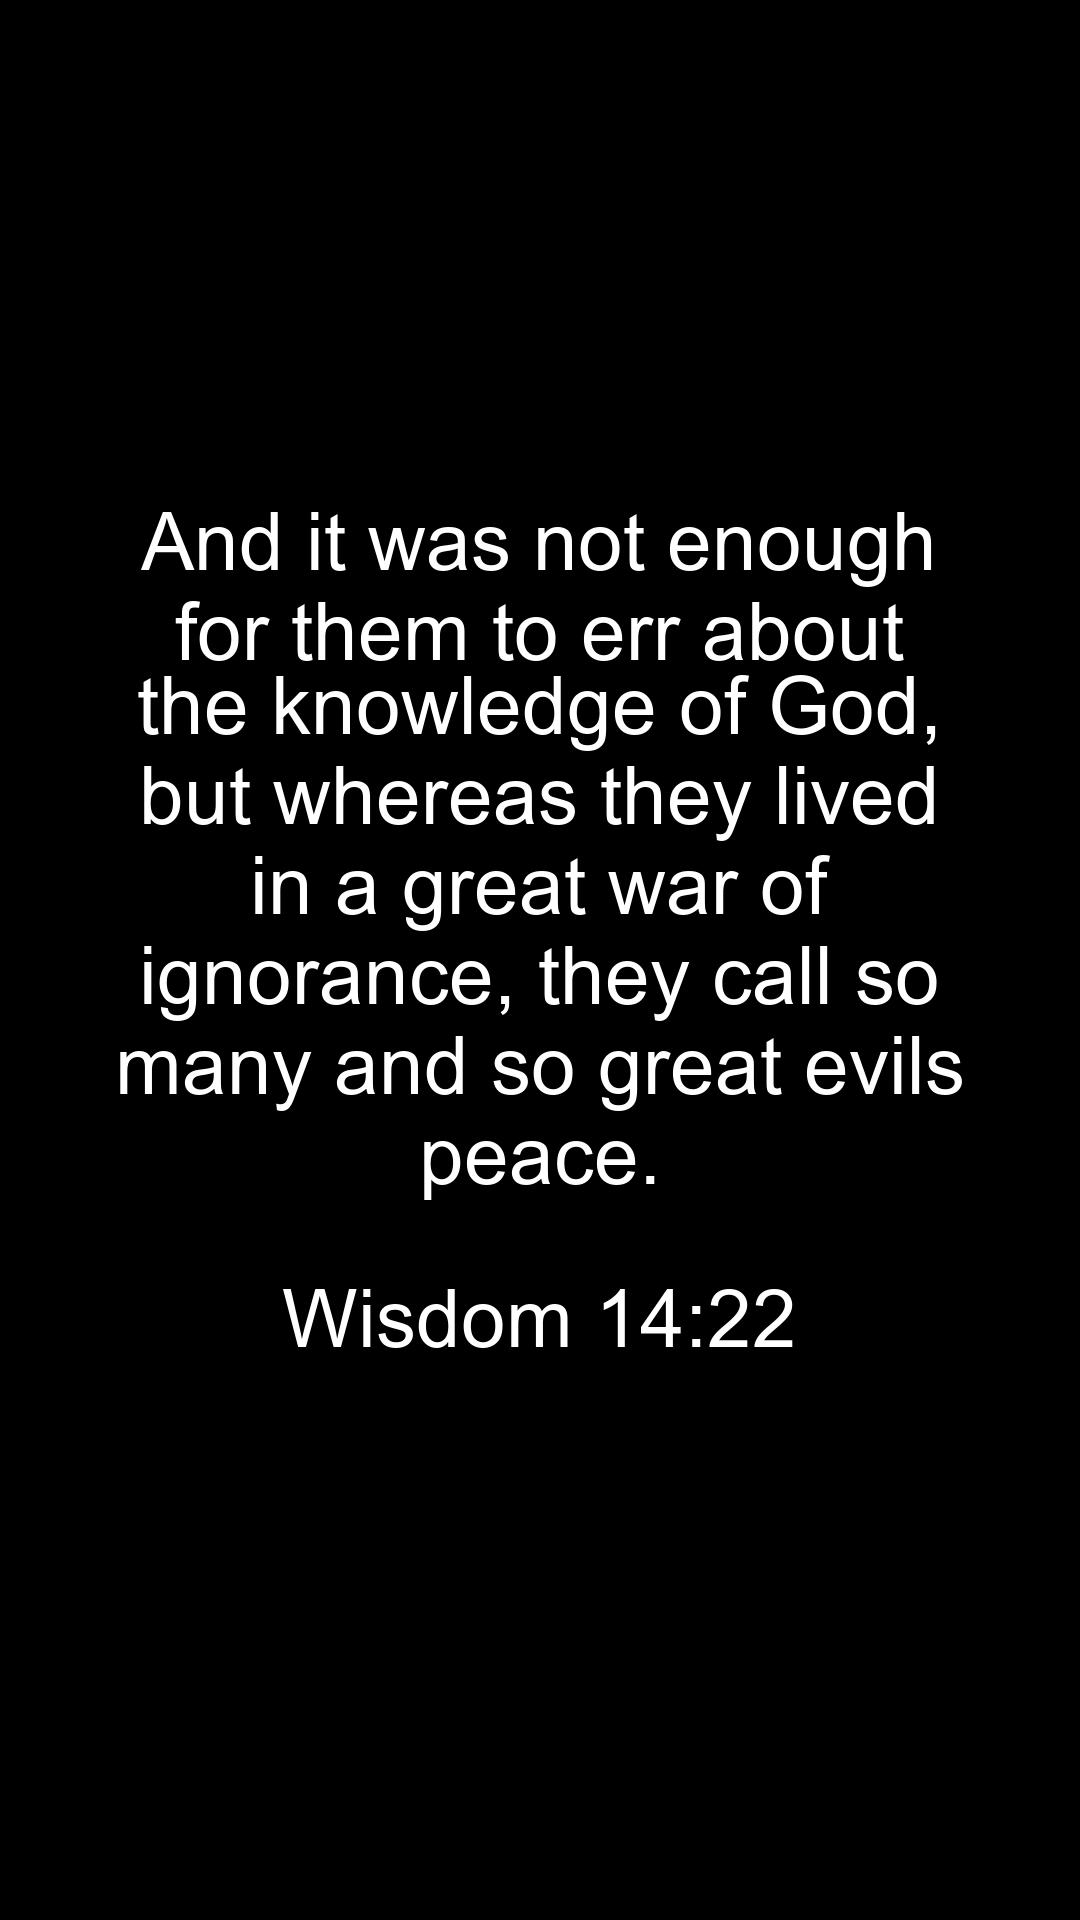 And it was not enough
for them to err about
the knowledge of God,
but whereas they lived
in a great war of
ignorance, they call so
many and so great evils
peace.
Wisdom 14:22